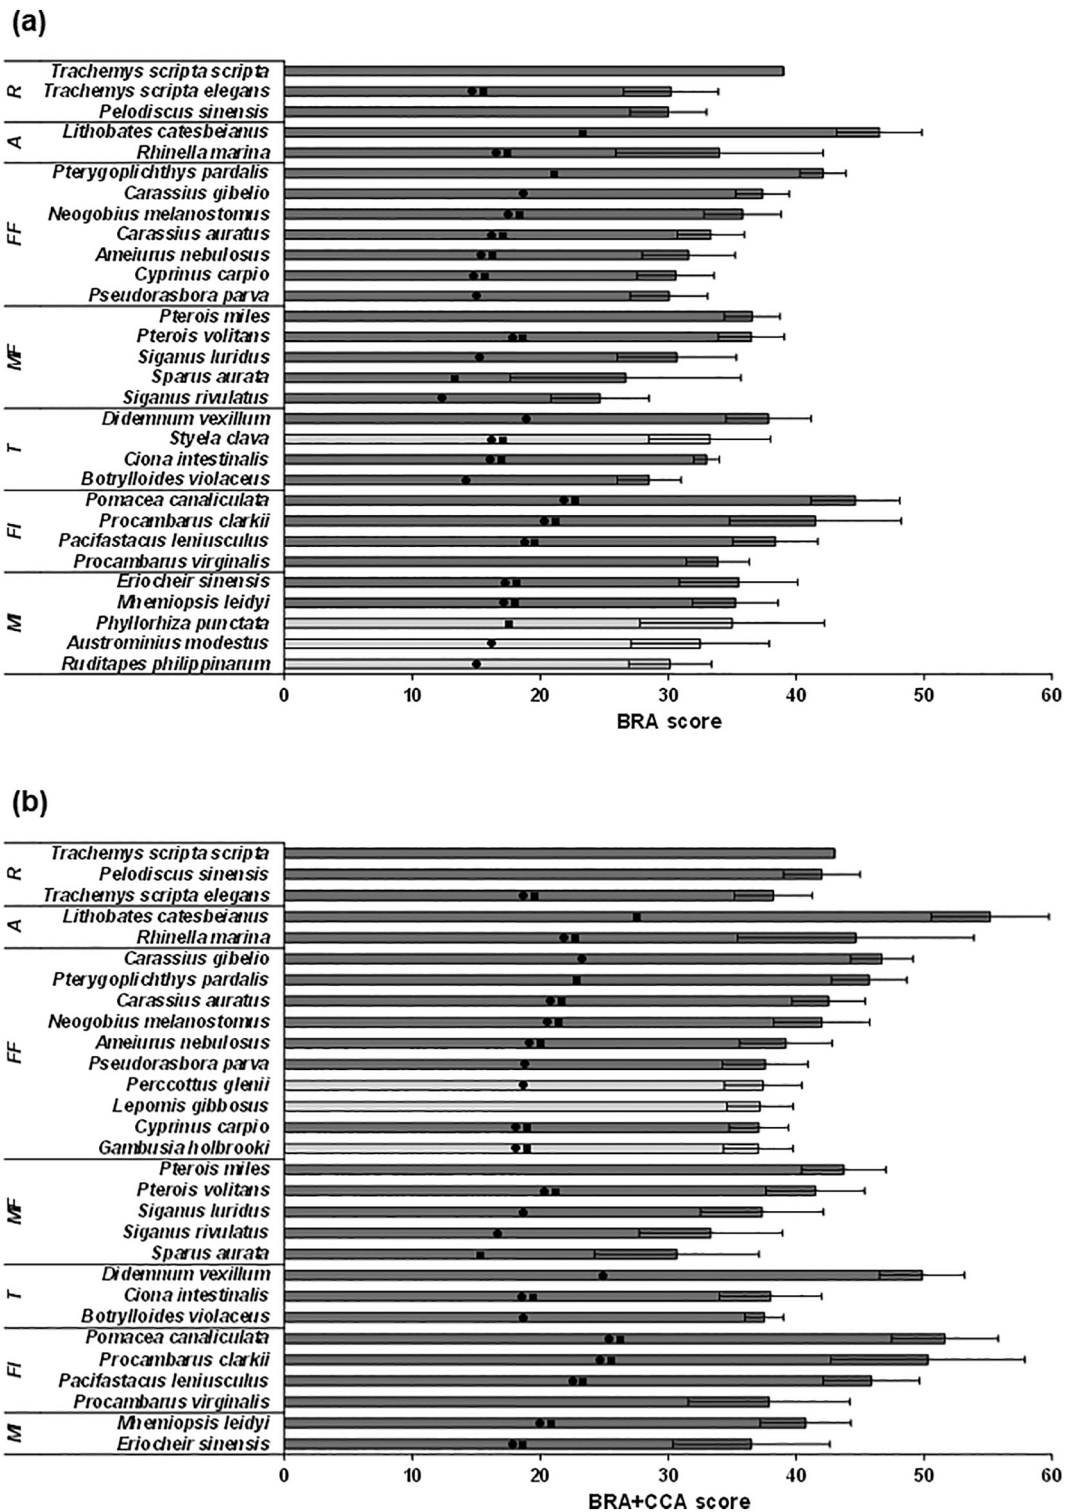 (a)
R
Trachemys scripta scripta
Trachemys scripta elegans
Pelodiscus sinensis
A
Lithobates catesbeianus
Rhinella marina
FF
Pterygoplichthys pardalis
Carassius gibelio
Neogobius melanostomus
Carassius auratus
Ameiurus nebulosus
Cyprinus carpio
Pseudorasbora parva
MF
Pterois miles
Pterois volitans
Siganus luridus
Sparus aurata
Siganus rivulatus
T
Didemnum vexillum
Styela clava
Ciona intestinalis
Botrylloides violaceus
FI
Pomacea canaliculata
Procambarus clarkii
Pacifastacus leniusculus
Procambarus virginalis
MI
Eriocheir sinensis
Mnemiopsis leidyi
Phyllorhiza punctata
Austrominius modestus
Ruditapes philippinarum
0 10 20 30 40 50 60
BRA score
(b)
R
Trachemys scripta scripta
Pelodiscus sinensis
Trachemys scripta elegans
A
Lithobates catesbeianus
Rhinella marina
FF
Carassius gibelio
Pterygoplichthys pardalis
Carassius auratus
Neogobius melanostomus
Ameiurus nebulosus
Pseudorasbora parva
Perccottus glenii
Lepomis gibbosus
Cyprinus carpio
Gambusia holbrooki
MF
Pterois miles
Pterois volitans
Siganus luridus
Siganus rivulatus
Sparus aurata
T
Didemnum vexillum
Ciona intestinalis
Botrylloides violaceus
FI
Pomacea canaliculata
Procambarus clarkii
Pacifastacus leniusculus
Procambarus virginalis
MI
Mnemiopsis leidyi
Eriocheir sinensis
0 10 20 30 40 50 60
BRA+CCA score